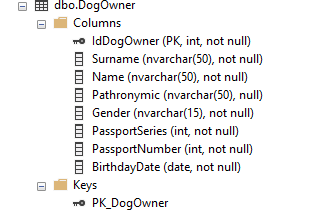 dbo.DogOwner
Columns
IdDogOwner (PK, int, not null)
Surname (nvarchar(50), not null)
Name (nvarchar(50), not null)
Pathronymic (nvarchar(50), null)
Gender (nvarchar(15), not null)
PassportSeries (int, not null)
PassportNumber (int, not null)
BirthdayDate (date, not null)
Keys
PK_DogOwner